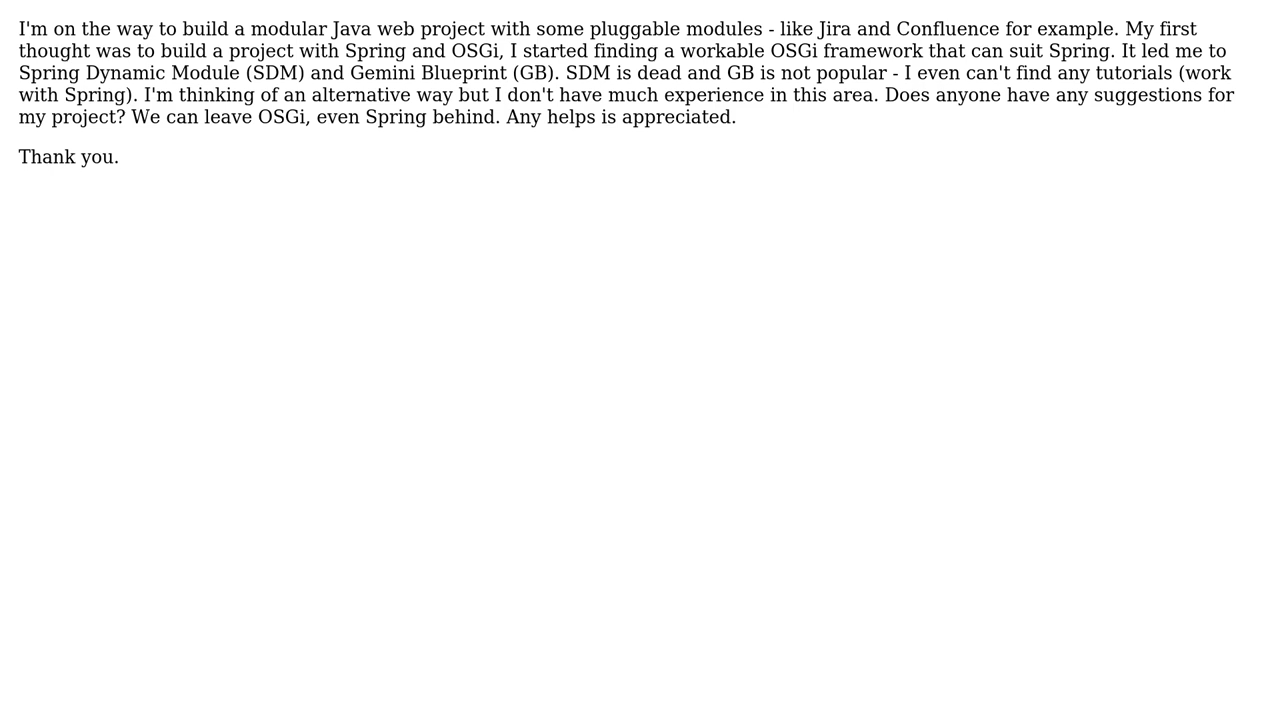 I'm on the way to build a modular Java web project with some pluggable modules - like Jira and Confluence for example. My first
thought was to build a project with Spring and OSGi, I started finding a workable OSGi framework that can suit Spring. It led me to
Spring Dynamic Module (SDM) and Gemini Blueprint (GB). SDM is dead and GB is not popular - I even can't find any tutorials (work
with Spring). I'm thinking of an alternative way but I don't have much experience in this area. Does anyone have any suggestions for
my project? We can leave OSGi, even Spring behind. Any helps is appreciated.
Thank you.